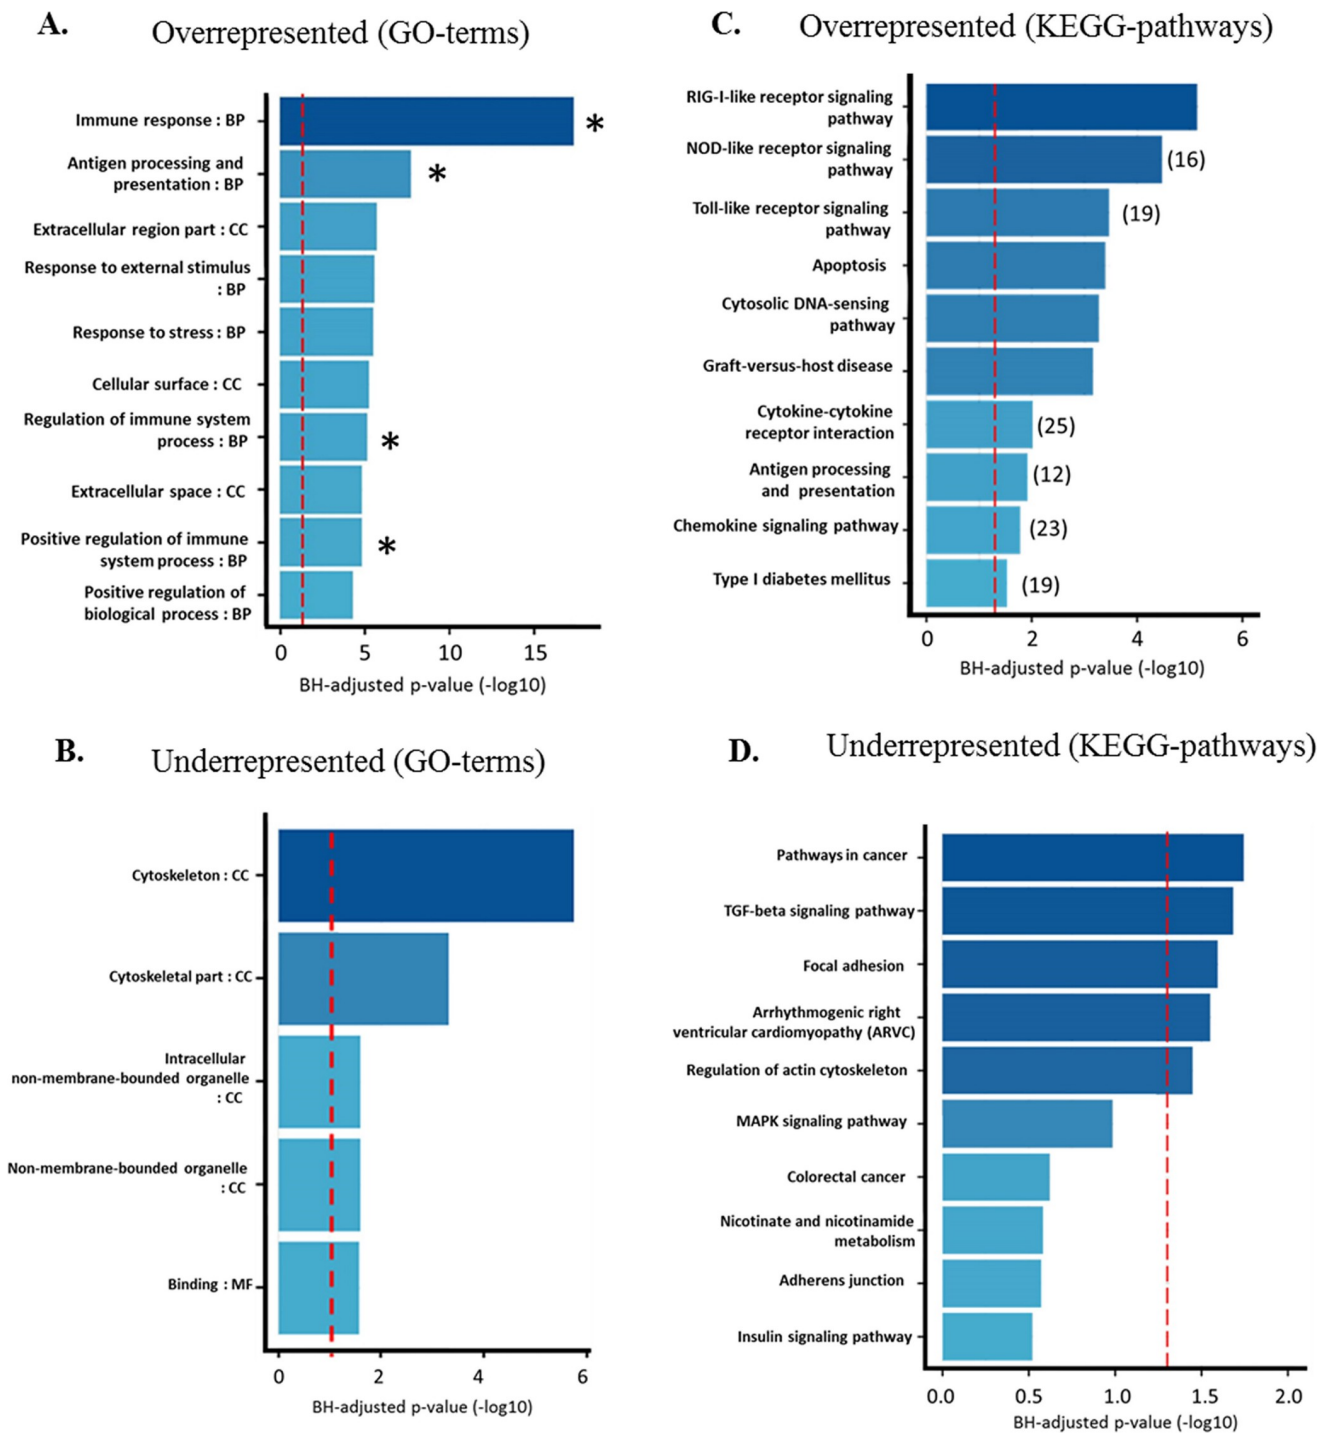 A.
Overrepresented (GO-terms)
Immune response : BP
*
Antigen processing and
presentation : BP
*
Extracellular region part : CC
Response to external stimulus
: BP
Response to stress : BP
Cellular surface : CC
Regulation of immune system
process : BP
*
Extracellular space : CC
Positive regulation of immune
system process : BP
*
Positive regulation of
biological process : BP
0 5 10 15
BH-adjusted p-value (-log10)
C.
Overrepresented (KEGG-pathways)
RIG-I-like receptor signaling
pathway
NOD-like receptor signaling
pathway
(16)
Toll-like receptor signaling
pathway
(19)
Apoptosis
Cytosolic DNA-sensing
pathway
Graft-versus-host disease
Cytokine-cytokine
receptor interaction
(25)
Antigen processing
and presentation
(12)
Chemokine signaling pathway
(23)
Type I diabetes mellitus
(19)
0 2 4 6
BH-adjusted p-value (-log10)
B.
Underrepresented (GO-terms)
Cytoskeleton : CC
Cytoskeletal part : CC
Intracellular
non-membrane-bounded organelle
: CC
Non-membrane-bounded organelle
: CC
Binding : MF
0 2 4 6
BH-adjusted p-value (-log10)
D.
Underrepresented (KEGG-pathways)
Pathways in cancer
TGF-beta signaling pathway
Focal adhesion
Arrhythmogenic right
ventricular cardiomyopathy (ARVC)
Regulation of actin cytoskeleton
MAPK signaling pathway
Colorectal cancer
Nicotinate and nicotinamide
metabolism
Adherens junction
Insulin signaling pathway
0.0 0.5 1.0 1.5 2.0
BH-adjusted p-value (-log10)